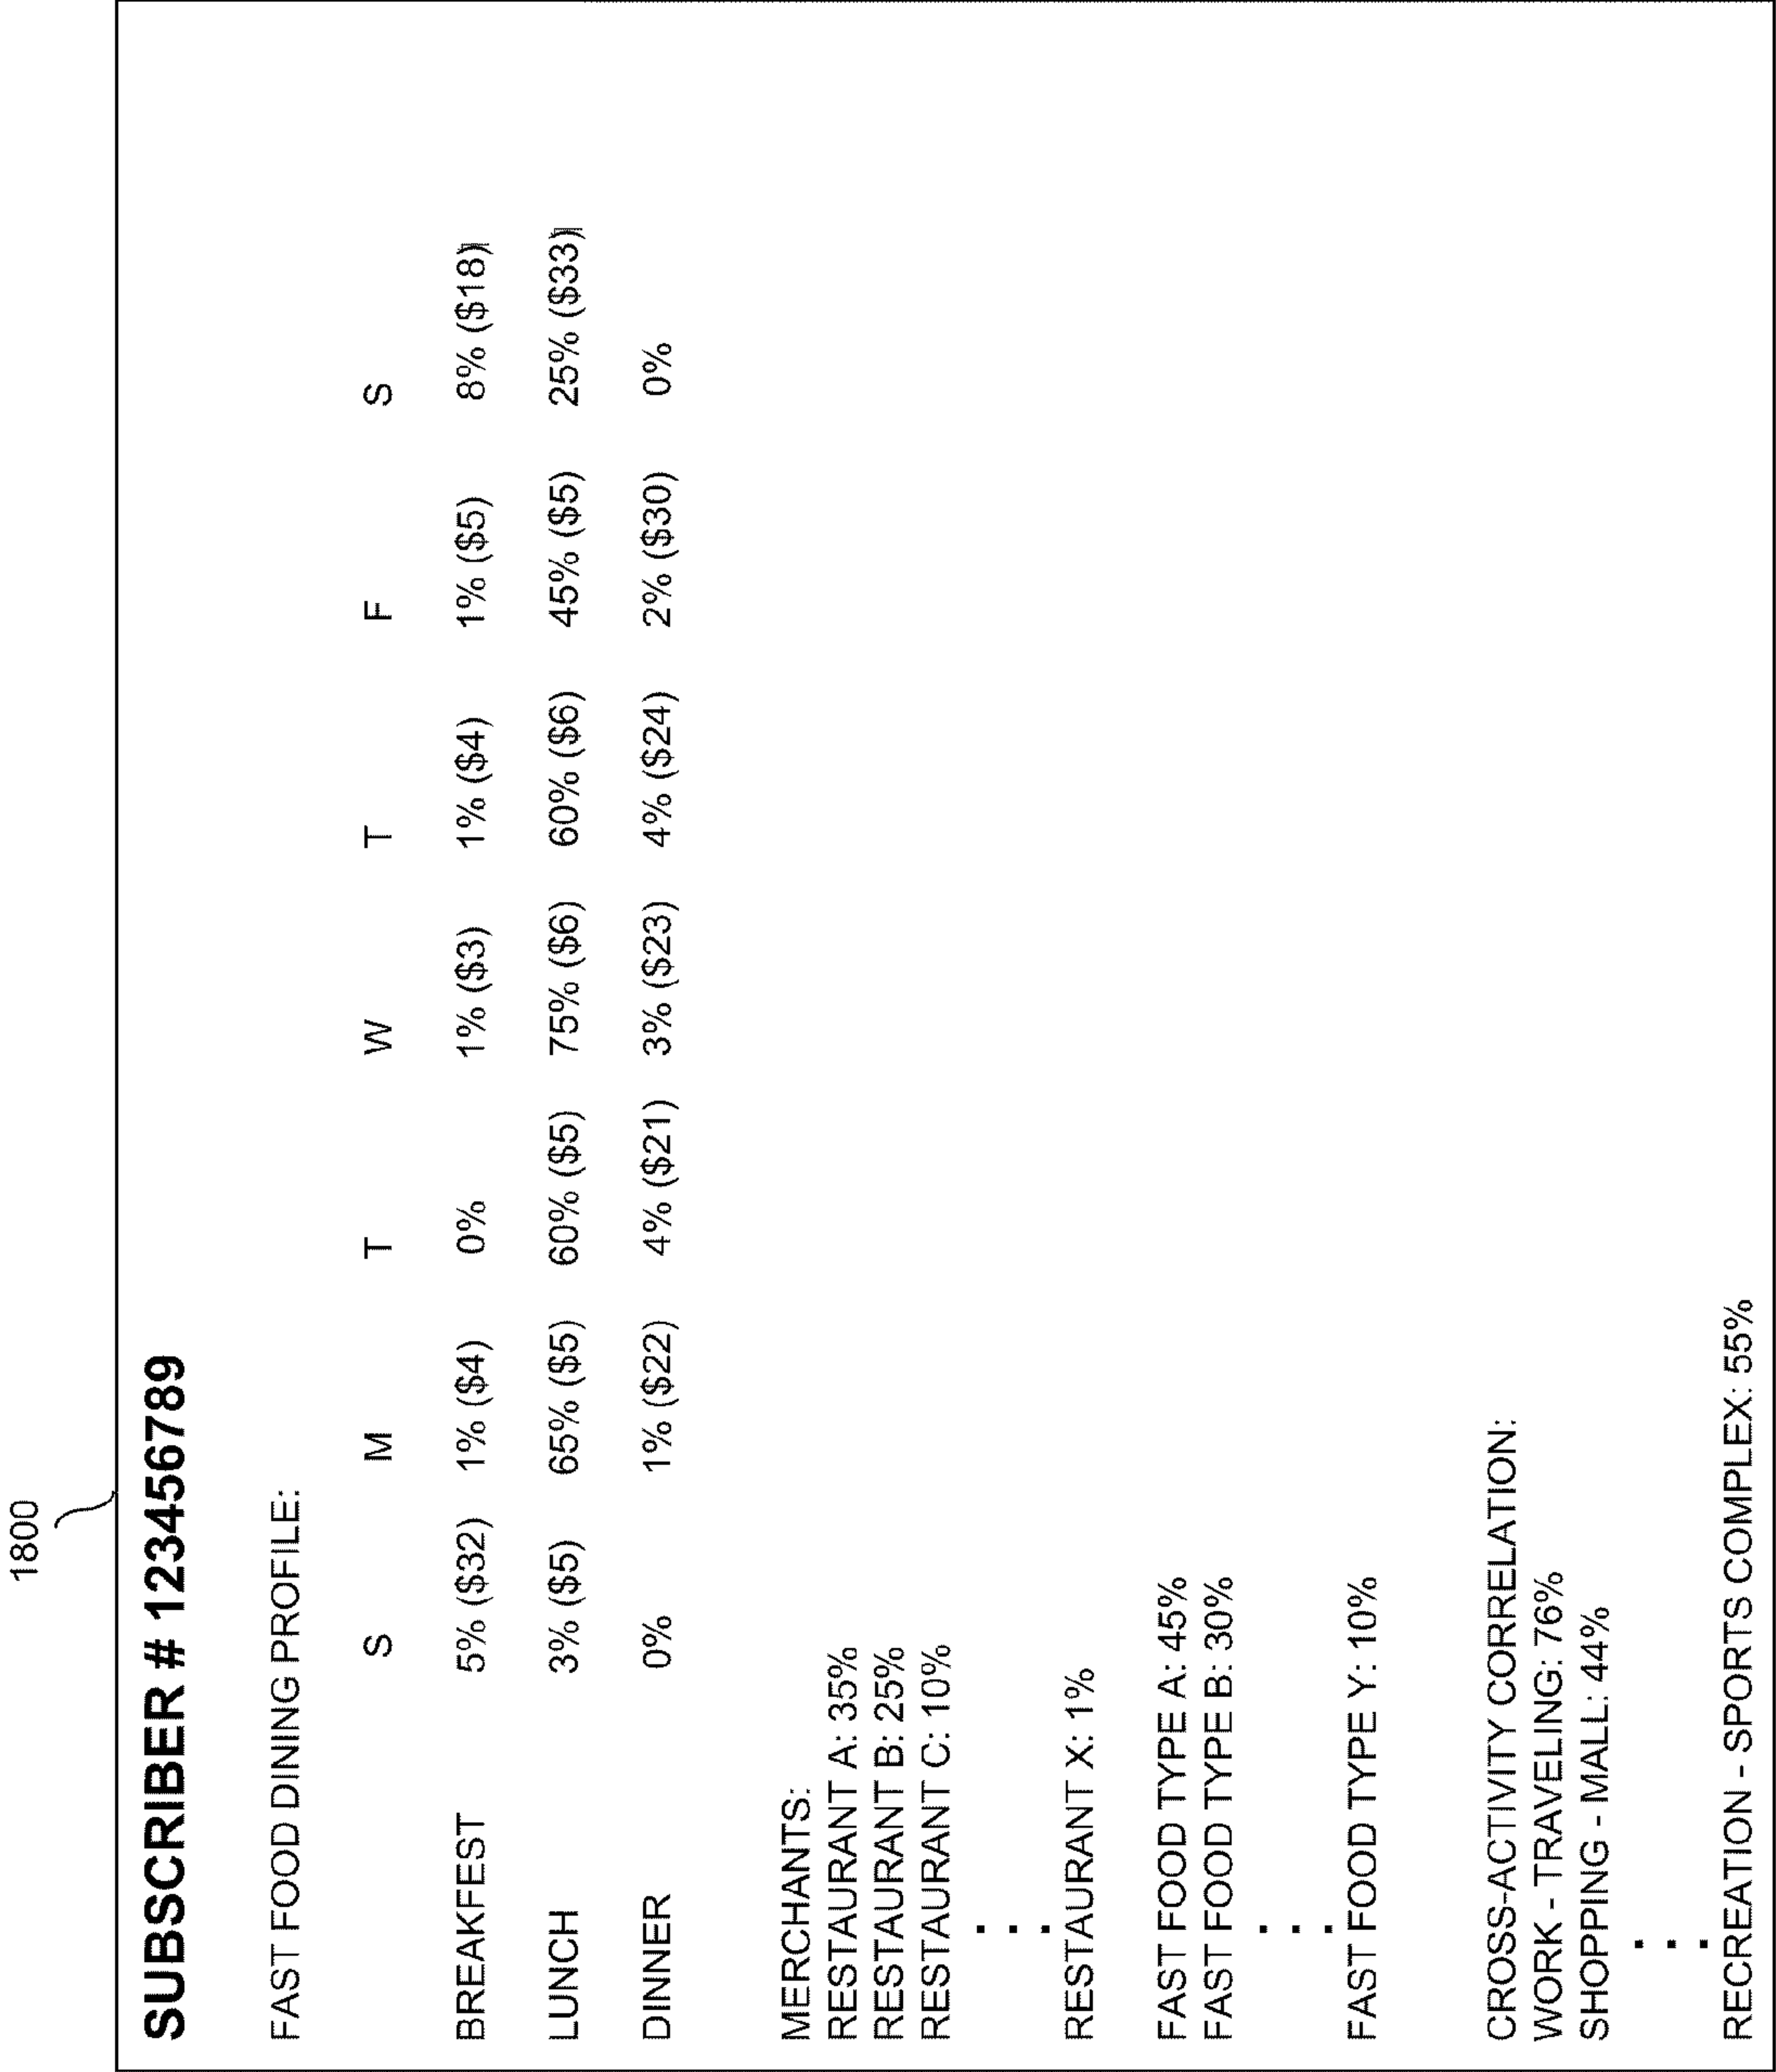 1800
SUBSCRIBER # 123456789
FAST FOOD DINING PROFILE:
S M T W T F S
BREAKFEST 5% ($32) 1% ($4) 0% 1% ($3) 1% ($4) 1% ($5) 8% ($18)
LUNCH 3% ($5) 65% ($5) 60% ($5) 75% ($6) 60% ($6) 45% ($5) 25% ($33)
DINNER 0% 1% ($22) 4% ($21) 3% ($23) 4% ($24) 2% ($30) 0%
MERCHANTS:
RESTAURANT A: 35%
RESTAURANT B: 25%
RESTAURANT C: 10%
RESTAURANT X: 1%
FAST FOOD TYPE A: 45%
FAST FOOD TYPE B: 30%
FAST FOOD TYPE Y: 10%
CROSS-ACTIVITY CORRELATION:
WORK - TRAVELING: 76%
SHOPPING - MALL: 44%
RECREATION - SPORTS COMPLEX: 55%